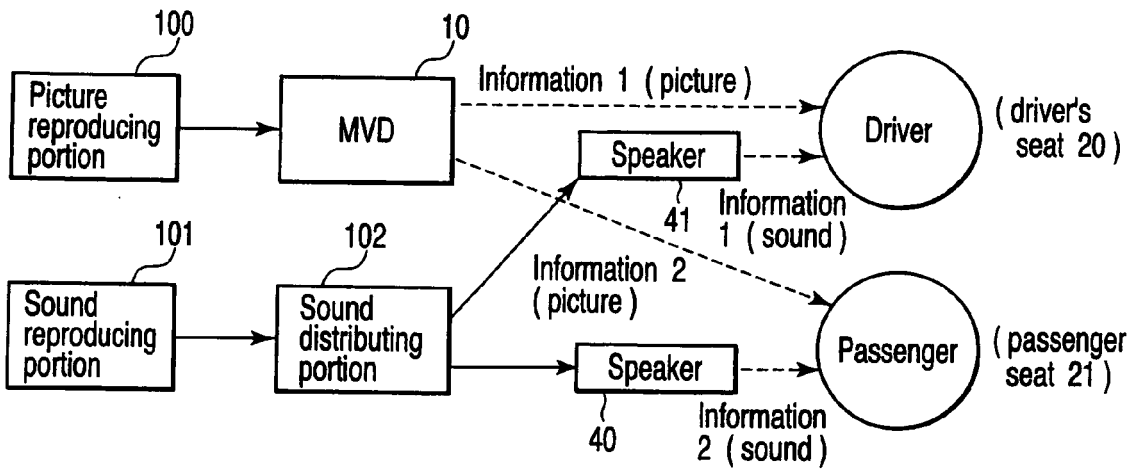 100
10
Picture
reproducing
portion
MVD
Information 1 ( picture )
Driver
( driver's
seat 20 )
Speaker
41
Information
1 ( sound )
101
102
Information 2
( picture )
Sound
reproducing
portion
Sound
distributing
portion
Speaker
40
Information
2 ( sound )
Passenger
( passenger
seat 21 )